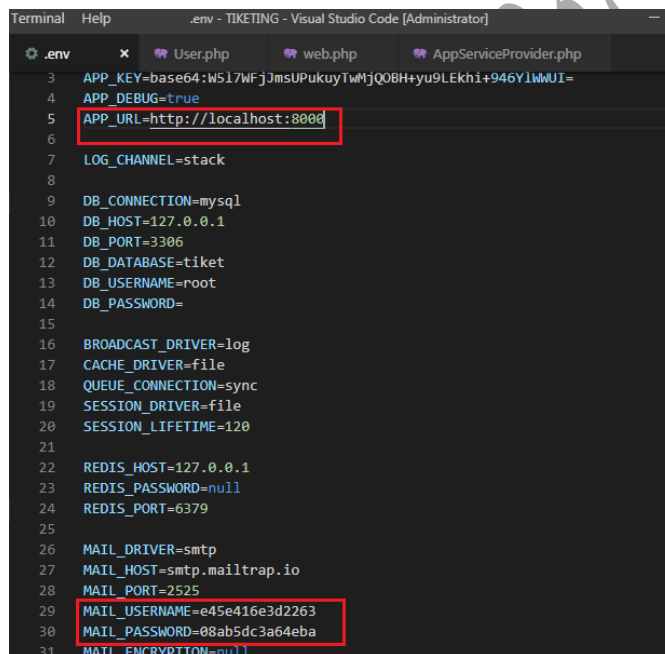 Terminal Help .env - TIKETING - Visual Studio Code [Administrator]
.env × User.php web.php AppServiceProvider.php
3 APP_KEY=base64:W5l7WFjJmsUPukuyTwMjQOBH+yu9LEkhi+946YlWWUI=
4 APP_DEBUG=true
5 APP_URL=http://localhost:8000
6
7 LOG_CHANNEL=stack
8
9 DB_CONNECTION=mysql
10 DB_HOST=127.0.0.1
11 DB_PORT=3306
12 DB_DATABASE=tiket
13 DB_USERNAME=root
14 DB_PASSWORD=
15
16 BROADCAST_DRIVER=log
17 CACHE_DRIVER=file
18 QUEUE_CONNECTION=sync
19 SESSION_DRIVER=file
20 SESSION_LIFETIME=120
21
22 REDIS_HOST=127.0.0.1
23 REDIS_PASSWORD=null
24 REDIS_PORT=6379
25
26 MAIL_DRIVER=smtp
27 MAIL_HOST=smtp.mailtrap.io
28 MAIL_PORT=2525
29 MAIL_USERNAME=e45e416e3d2263
30 MAIL_PASSWORD=08ab5dc3a64eba
31 MAIL_ENCRYPTION=null